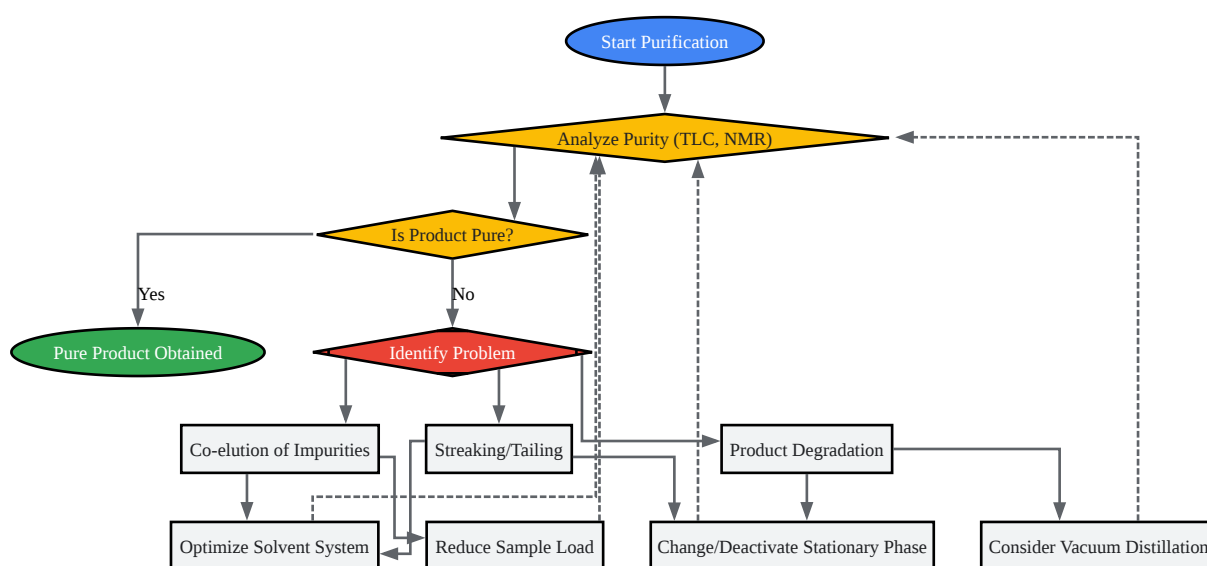 Start Purification
Analyze Purity (TLC, NMR)
Is Product Pure?
Yes
No
Pure Product Obtained
Identify Problem
Co-elution of Impurities
Streaking/Tailing
Product Degradation
Optimize Solvent System
Reduce Sample Load
Change/Deactivate Stationary Phase
Consider Vacuum Distillation